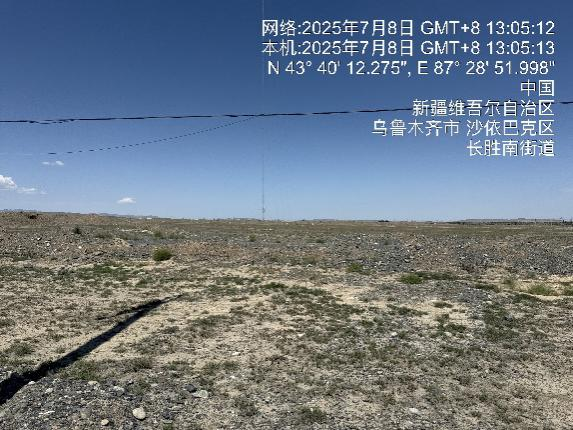 网络:2025年7月8日 GMT+8 13:05:12
本机:2025年7月8日 GMT+8 13:05:13
N 43° 40' 12.275", E 87° 28' 51.998"
中国
新疆维吾尔自治区
乌鲁木齐市 沙依巴克区
长胜南街道